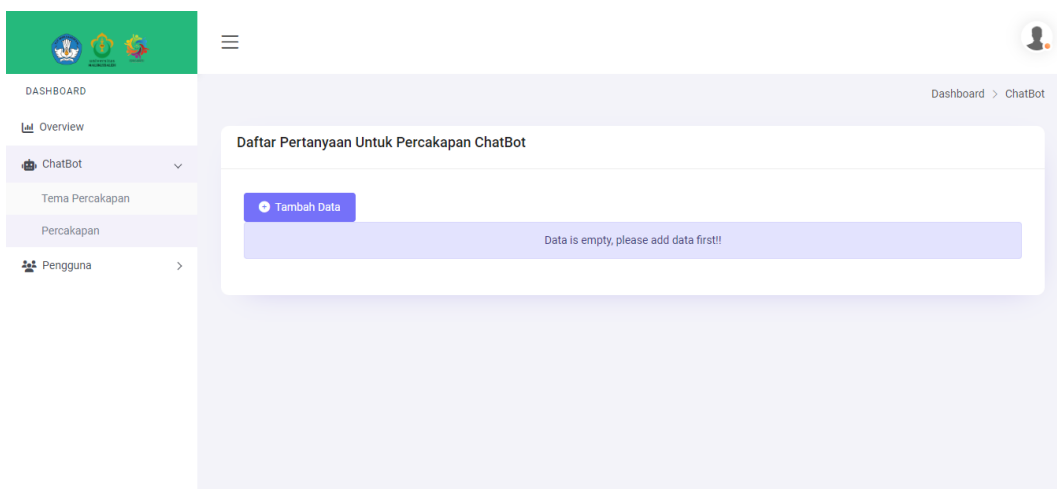 DASHBOARD
Overview
ChatBot
Tema Percakapan
Percakapan
Pengguna
Dashboard > ChatBot
Daftar Pertanyaan Untuk Percakapan ChatBot
Tambah Data
Data is empty, please add data first!!